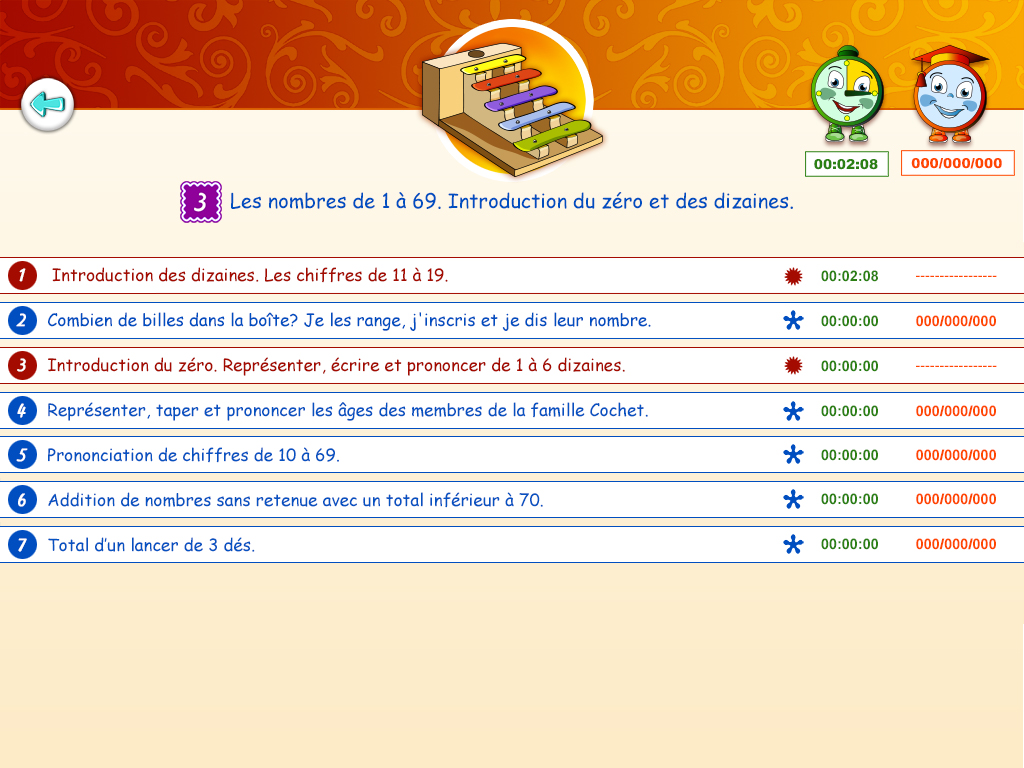 00:02:08 000/000/000
3 Les nombres de 1 à 69. Introduction du zéro et des dizaines.
1 Introduction des dizaines. Les chiffres de 11 à 19. 00:02:08 ----------------
2 Combien de billes dans la boîte? Je les range, j'inscris et je dis leur nombre. 00:00:00 000/000/000
3 Introduction du zéro. Représenter, écrire et prononcer de 1 à 6 dizaines. 00:00:00 ----------------
4 Représenter, taper et prononcer les âges des membres de la famille Cochet. 00:00:00 000/000/000
5 Prononciation de chiffres de 10 à 69. 00:00:00 000/000/000
6 Addition de nombres sans retenue avec un total inférieur à 70. 00:00:00 000/000/000
7 Total d'un lancer de 3 dés. 00:00:00 000/000/000